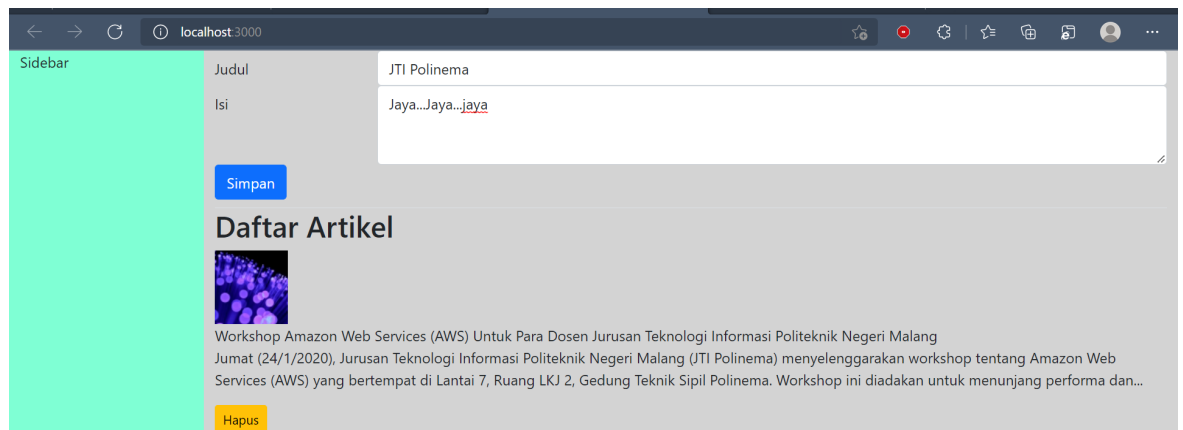 localhost:3000
Sidebar
Judul
JTI Polinema
Isi
Jaya...Jaya...jaya
Simpan
Daftar Artikel
Workshop Amazon Web Services (AWS) Untuk Para Dosen Jurusan Teknologi Informasi Politeknik Negeri Malang
Jumat (24/1/2020), Jurusan Teknologi Informasi Politeknik Negeri Malang (JTI Polinema) menyelenggarakan workshop tentang Amazon Web
Services (AWS) yang bertempat di Lantai 7, Ruang LKJ 2, Gedung Teknik Sipil Polinema. Workshop ini diadakan untuk menunjang performa dan...
Hapus